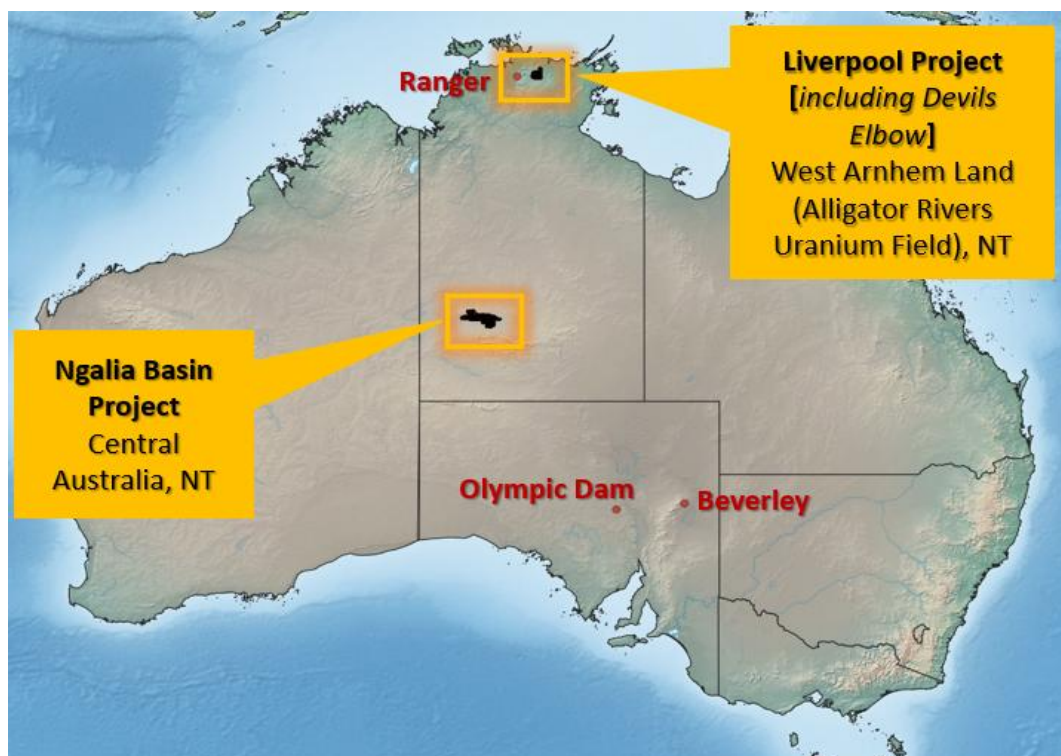 Liverpool Project
[including Devils
Elbow]
West Arnhem Land
(Alligator Rivers
Uranium Field), NT
Ranger
Ngalia Basin
Project
Central
Australia, NT
Olympic Dam
Beverley